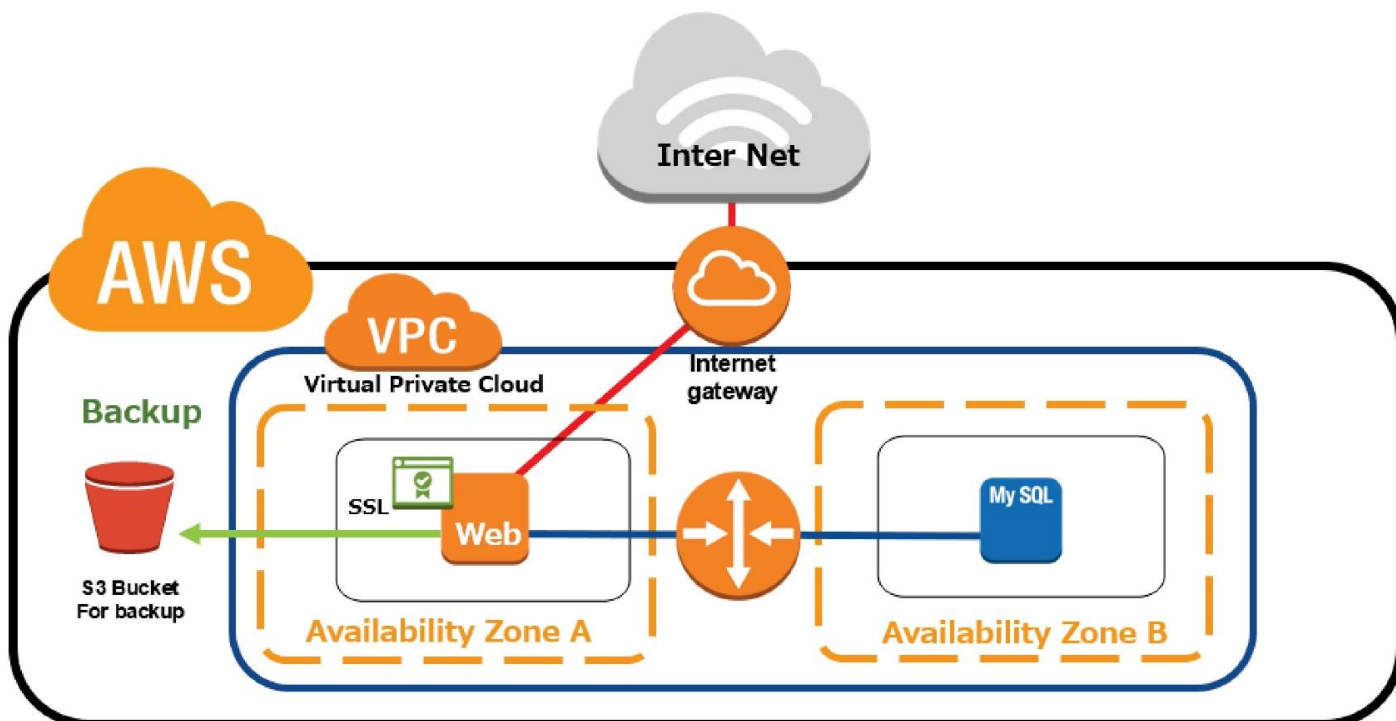 Inter Net
AWS
VPC
Virtual Private Cloud
Internet
gateway
Backup
SSL
Web
My SQL
S3 Bucket
For backup
Availability Zone A
Availability Zone B